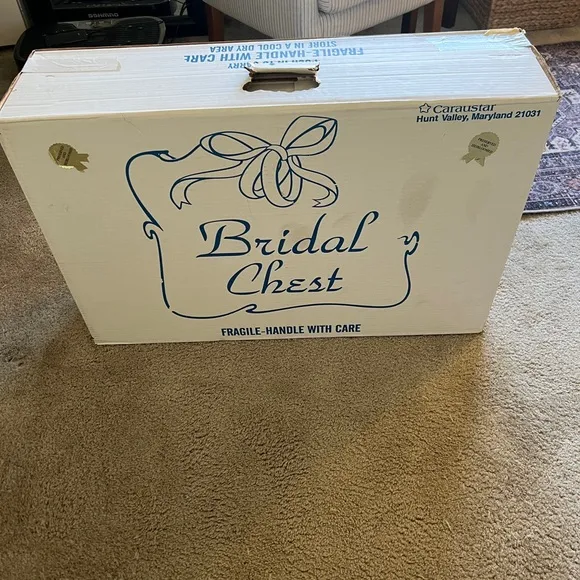 FRAGILE-HANDLE WITH CARE
STORE IN A COOL DRY AREA
Caraustar
Hunt Valley, Maryland 21031
Bridal
Chest
FRAGILE-HANDLE WITH CARE